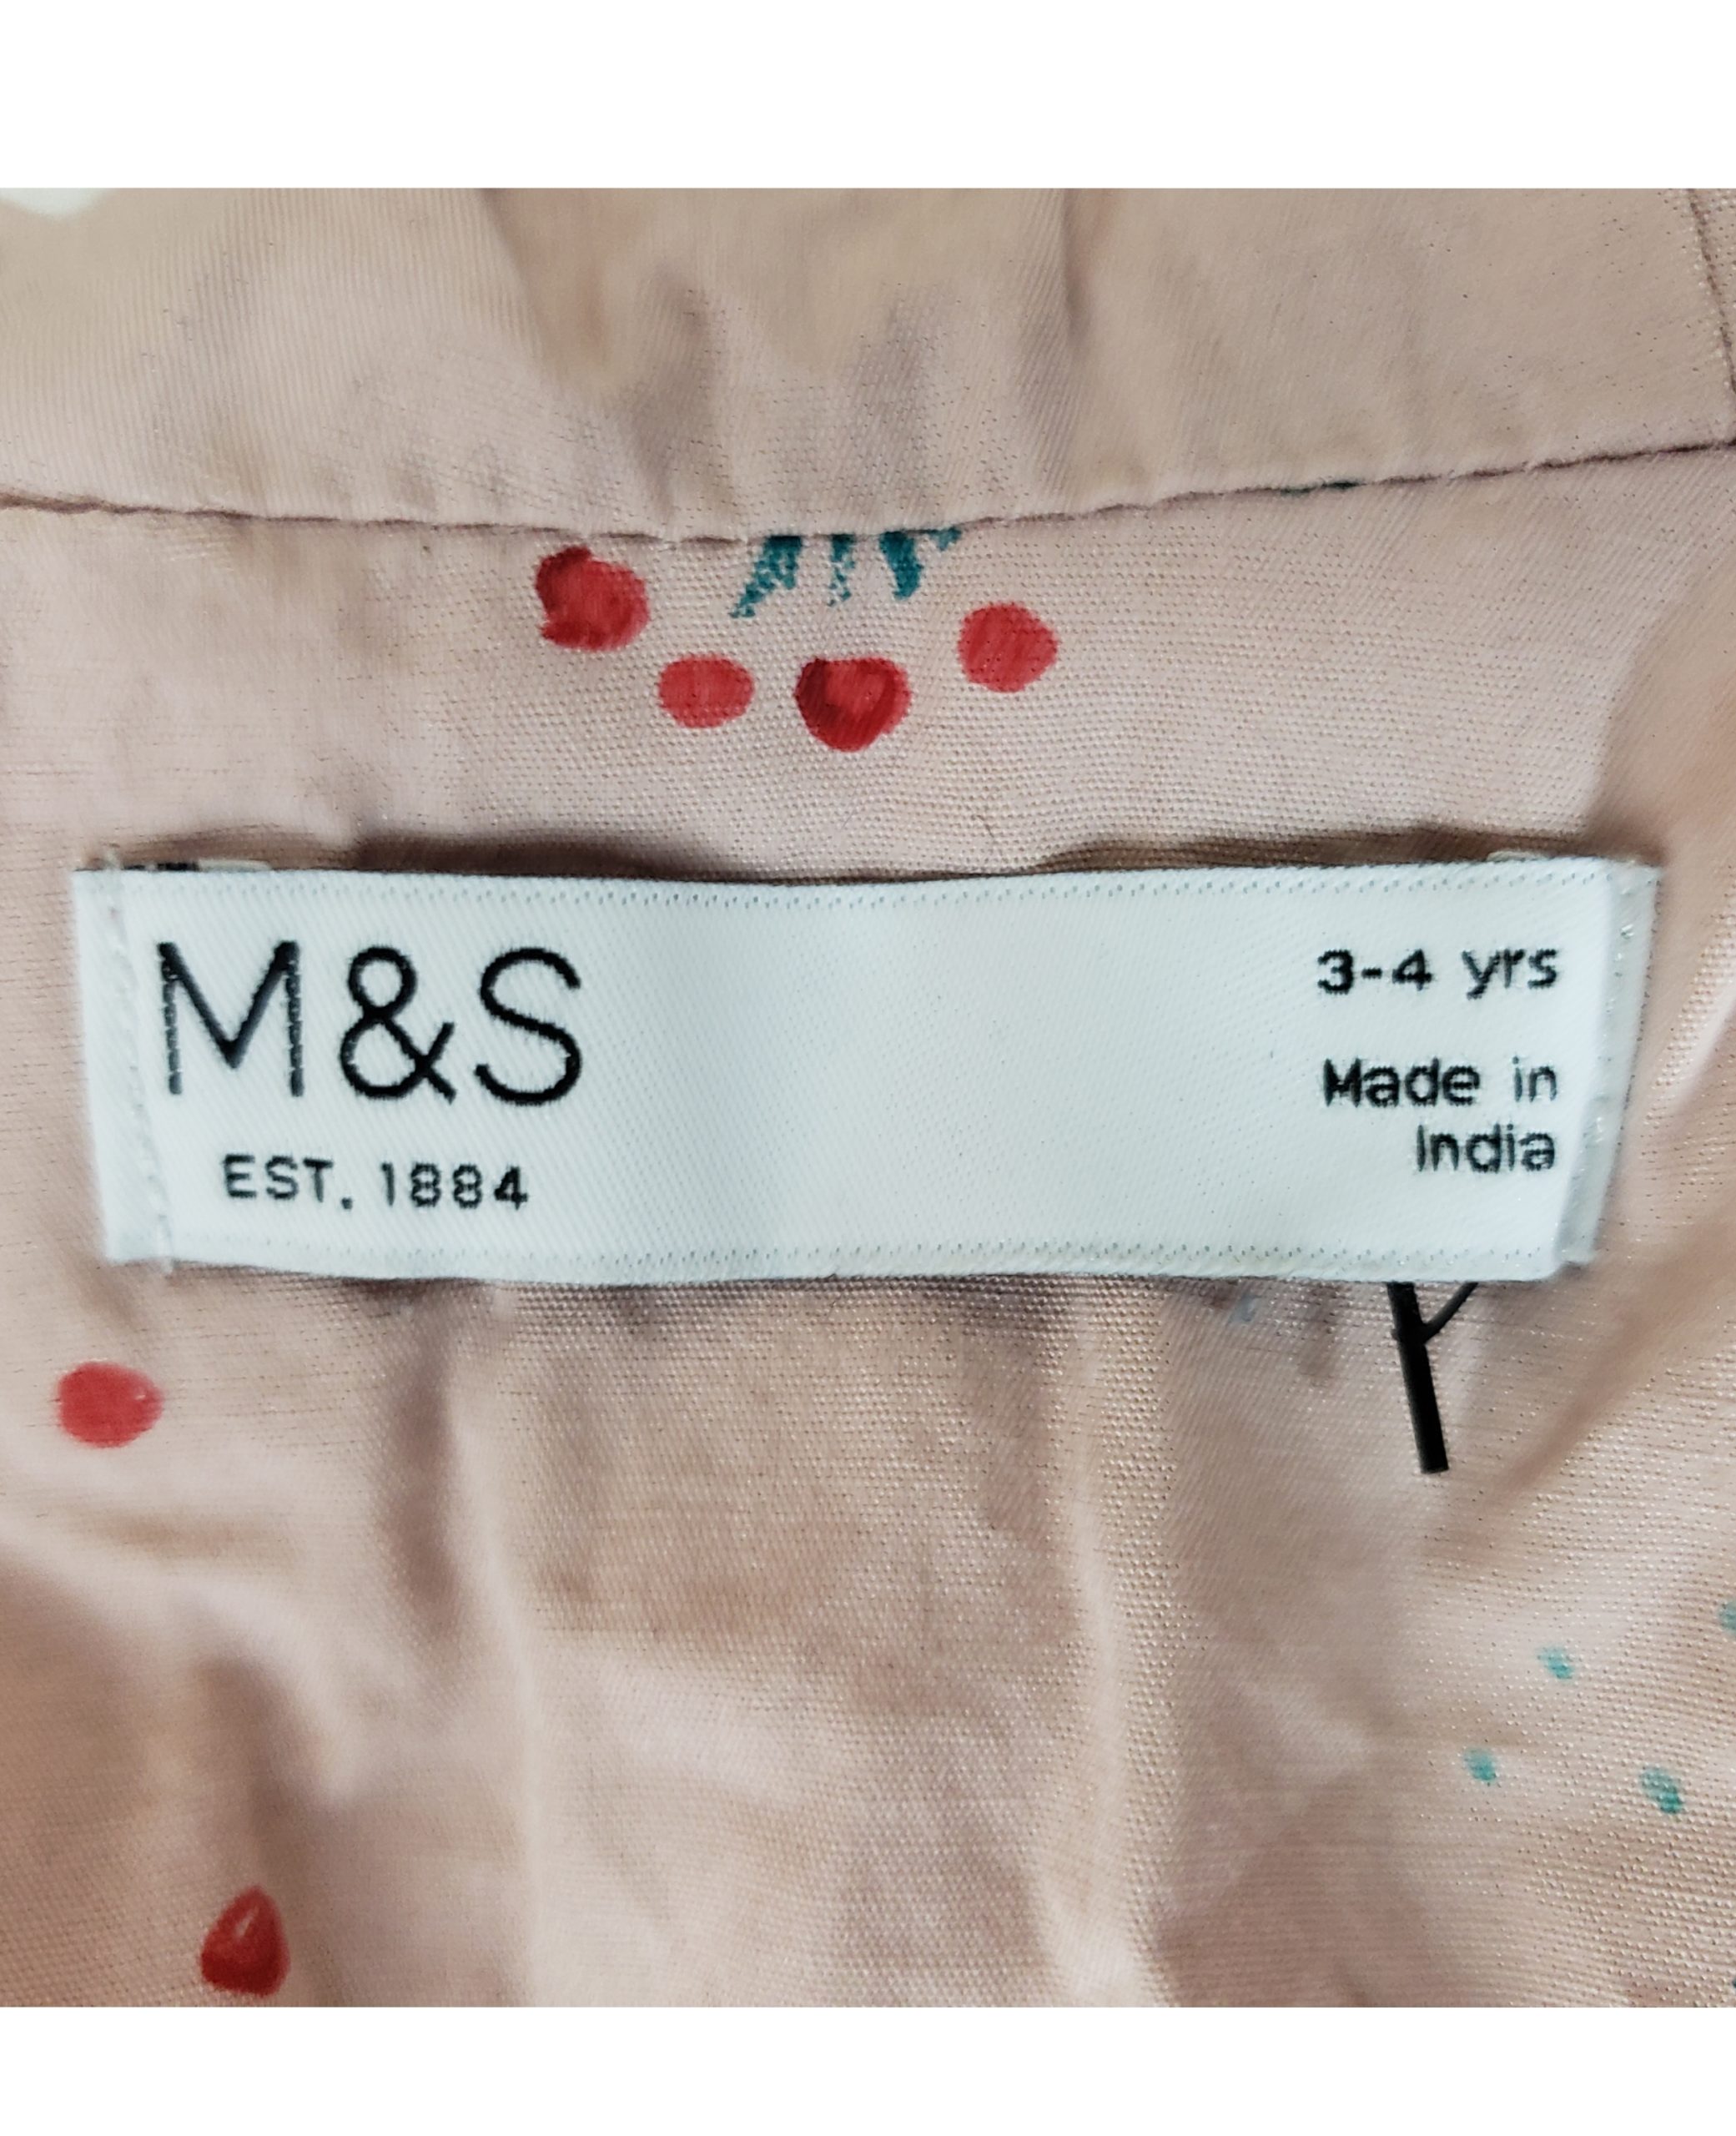 M&S
EST. 1884
3-4 yrs
Made in
India